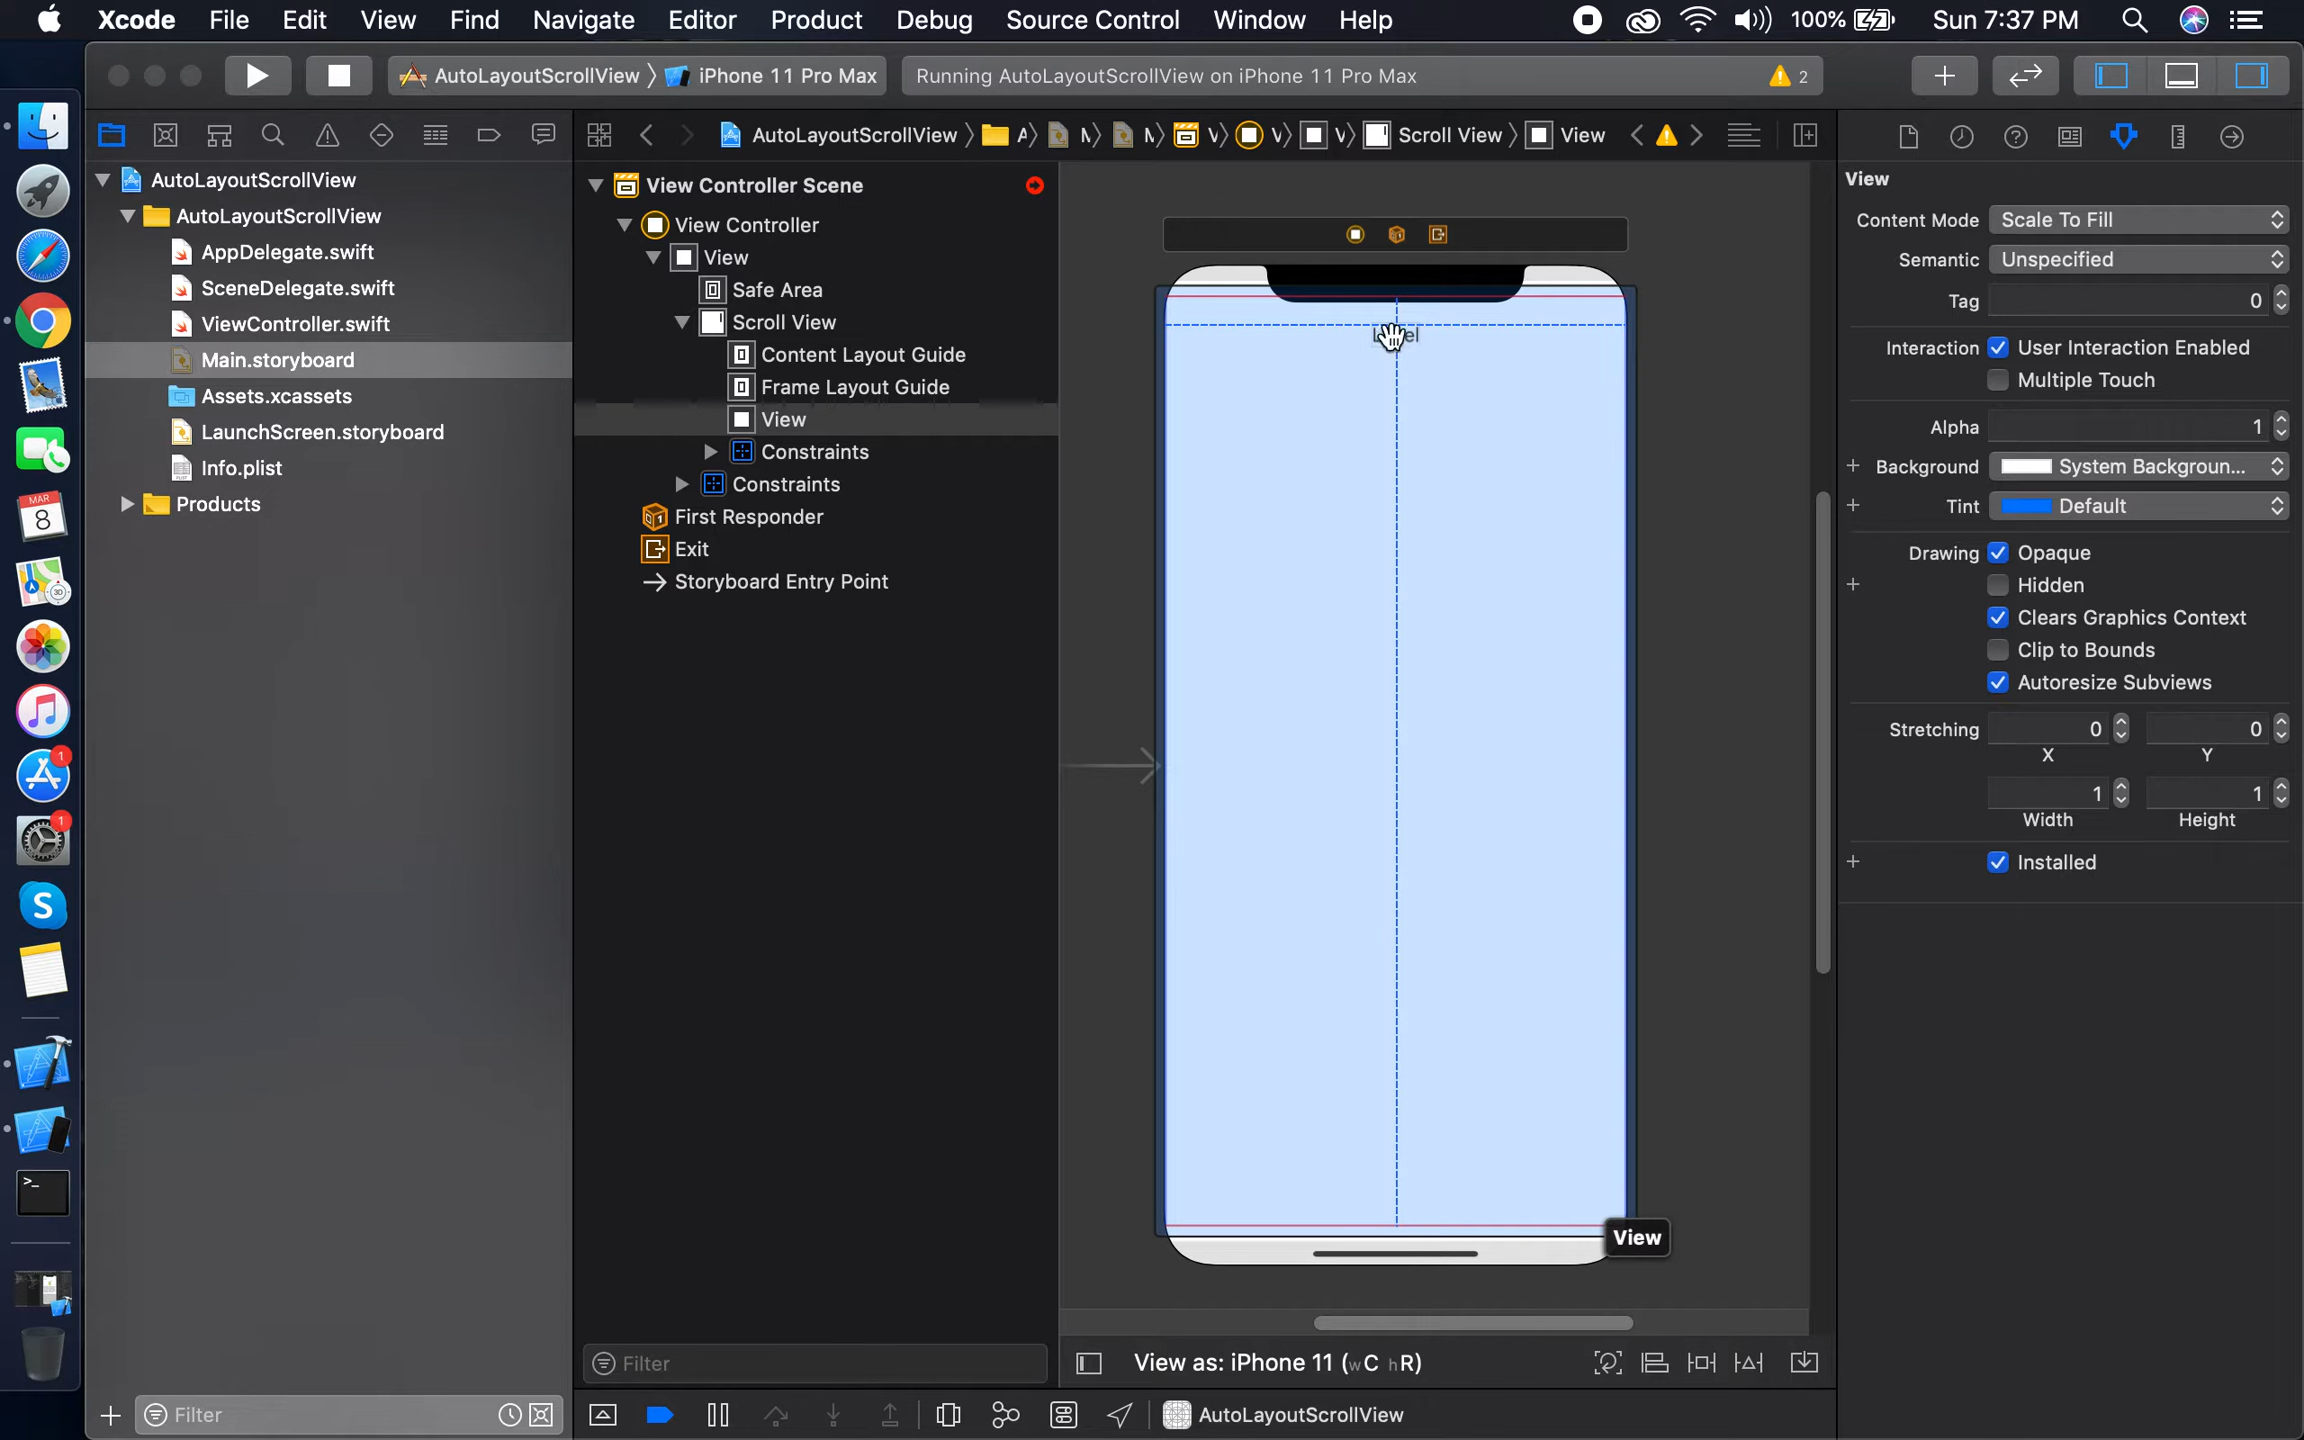 Xcode File Edit View Find Navigate Editor Product Debug Source Control Window Help 100% Sun 7:37 PM
AutoLayoutScrollView iPhone 11 Pro Max Running AutoLayoutScrollView on iPhone 11 Pro Max 2
AutoLayoutScrollView Scroll View View
AutoLayoutScrollView
AutoLayoutScrollView
AppDelegate.swift
SceneDelegate.swift
ViewController.swift
Main.storyboard
Assets.xcassets
LaunchScreen.storyboard
Info.plist
Products
Filter
View Controller Scene
View Controller
View
Safe Area
Scroll View
Content Layout Guide
Frame Layout Guide
View
Constraints
Constraints
First Responder
Exit
Storyboard Entry Point
Filter
View
View as: iPhone 11 (wC hR)
AutoLayoutScrollView
View
Content Mode Scale To Fill
Semantic Unspecified
Tag 0
Interaction User Interaction Enabled
Multiple Touch
Alpha 1
Background System Backgroun...
Tint Default
Drawing Opaque
Hidden
Clears Graphics Context
Clip to Bounds
Autoresize Subviews
Stretching 0 0
X Y
1 1
Width Height
Installed
MAR
8
1
1